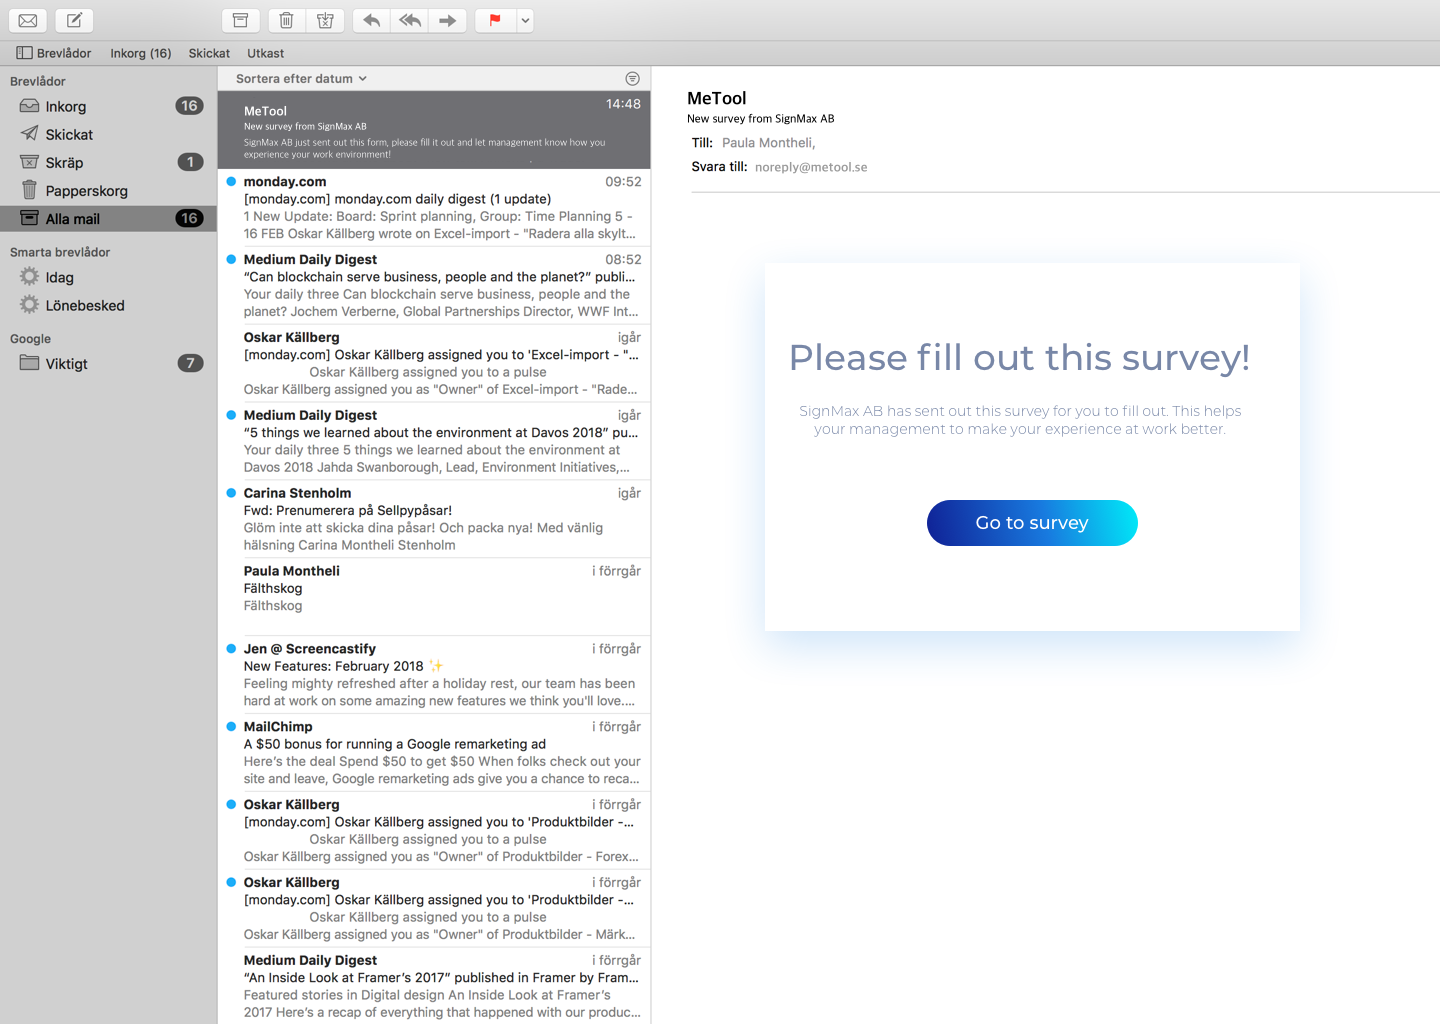 Brevlådor
Inkorg (16)
Skickat
Utkast
Brevlådor
Inkorg 16
Skickat
Skräp 1
Papperskorg
Alla mail 16
Smarta brevlådor
Idag
Lönebesked
Google
Viktigt 7
Sortera efter datum
MeTool 14:48
New survey from SignMax AB
SignMax AB just sent out this form, please fill it out and let management know how you
experience your work environment!
monday.com 09:52
[monday.com] monday.com daily digest (1 update)
1 New Update: Board: Sprint planning, Group: Time Planning 5 -
16 FEB Oskar Källberg wrote on Excel-import - "Radera alla skylt...
Medium Daily Digest 08:52
“Can blockchain serve business, people and the planet?” publi...
Your daily three Can blockchain serve business, people and the
planet? Jochem Verberne, Global Partnerships Director, WWF Int...
Oskar Källberg igår
[monday.com] Oskar Källberg assigned you to 'Excel-import - "...
Oskar Källberg assigned you to a pulse
Oskar Källberg assigned you as "Owner" of Excel-import - "Rade...
Medium Daily Digest igår
“5 things we learned about the environment at Davos 2018” pu...
Your daily three 5 things we learned about the environment at
Davos 2018 Jahda Swanborough, Lead, Environment Initiatives,...
Carina Stenholm igår
Fwd: Prenumerera på Sellpypåsar!
Glöm inte att skicka dina påsar! Och packa nya! Med vänlig
hälsning Carina Montheli Stenholm
Paula Montheli i förrgår
Fälthskog
Fälthskog
Jen @ Screencastify i förrgår
New Features: February 2018 ✨
Feeling mighty refreshed after a holiday rest, our team has been
hard at work on some amazing new features we think you'll love....
MailChimp i förrgår
A $50 bonus for running a Google remarketing ad
Here’s the deal Spend $50 to get $50 When folks check out your
site and leave, Google remarketing ads give you a chance to reca...
Oskar Källberg i förrgår
[monday.com] Oskar Källberg assigned you to 'Produktbilder -...
Oskar Källberg assigned you to a pulse
Oskar Källberg assigned you as "Owner" of Produktbilder - Forex...
Oskar Källberg i förrgår
[monday.com] Oskar Källberg assigned you to 'Produktbilder -...
Oskar Källberg assigned you to a pulse
Oskar Källberg assigned you as "Owner" of Produktbilder - Märk...
Medium Daily Digest i förrgår
“An Inside Look at Framer’s 2017” published in Framer by Fram...
Featured stories in Digital design An Inside Look at Framer’s
2017 Here’s a recap of everything that happened with our produc...
MeTool
New survey from SignMax AB
Till: Paula Montheli,
Svara till: noreply@metool.se
Please fill out this survey!
SignMax AB has sent out this survey for you to fill out. This helps
your management to make your experience at work better.
Go to survey